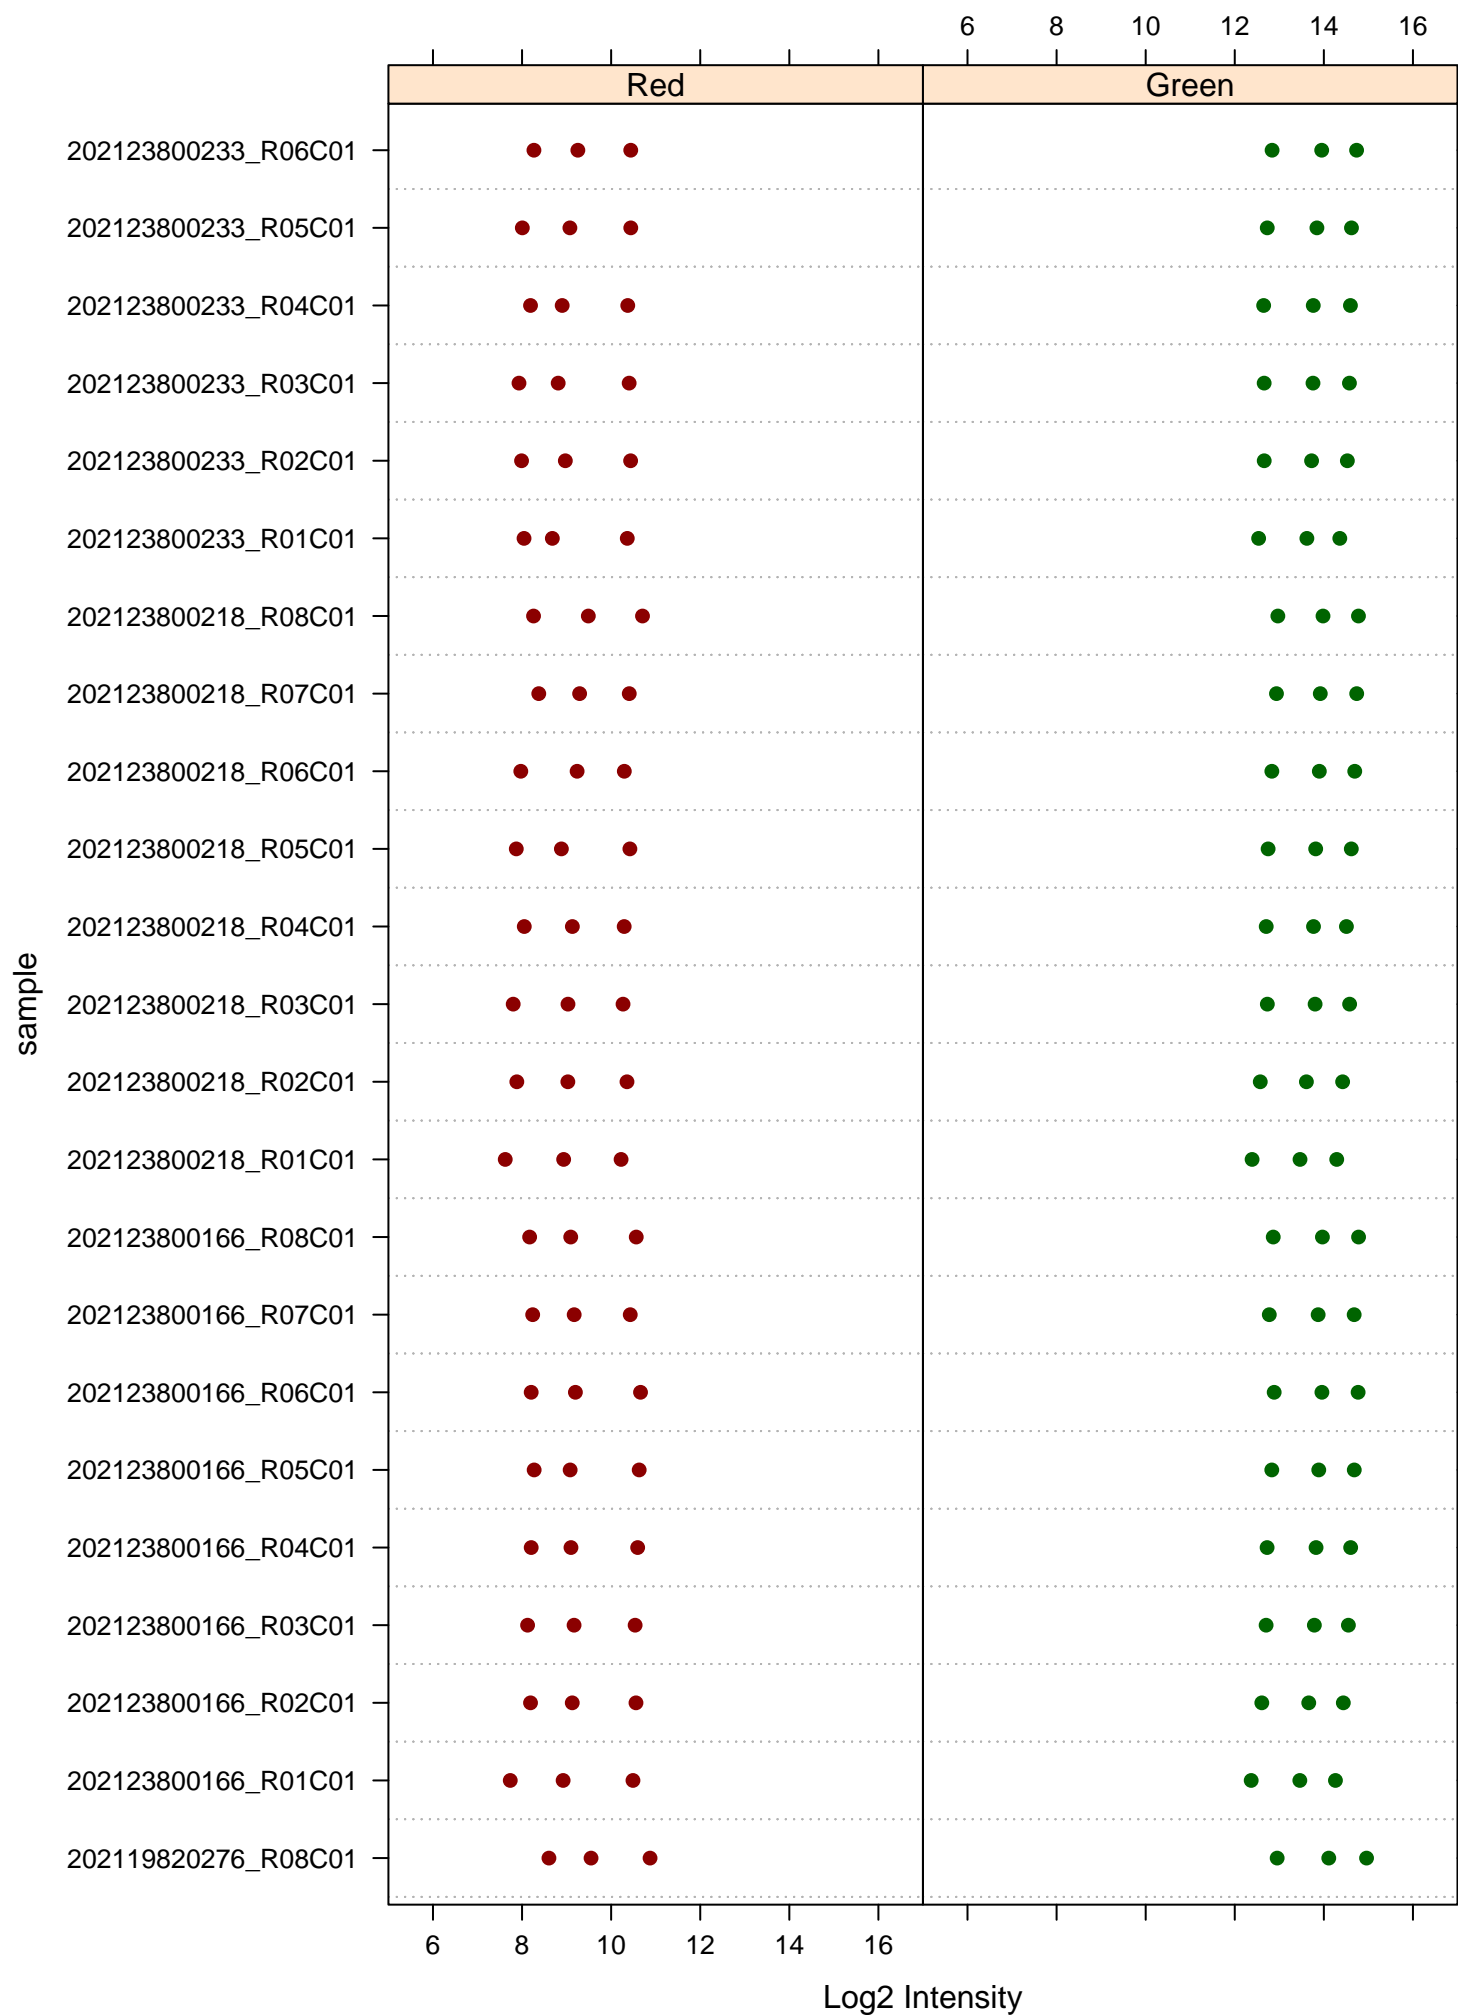 6 8 10 12 14 16
Red Green
202123800233_R06C01
202123800233_R05C01
202123800233_R04C01
202123800233_R03C01
202123800233_R02C01
202123800233_R01C01
202123800218_R08C01
202123800218_R07C01
202123800218_R06C01
202123800218_R05C01
202123800218_R04C01
202123800218_R03C01
202123800218_R02C01
202123800218_R01C01
202123800166_R08C01
202123800166_R07C01
202123800166_R06C01
202123800166_R05C01
202123800166_R04C01
202123800166_R03C01
202123800166_R02C01
202123800166_R01C01
202119820276_R08C01
sample
6 8 10 12 14 16
Log2 Intensity